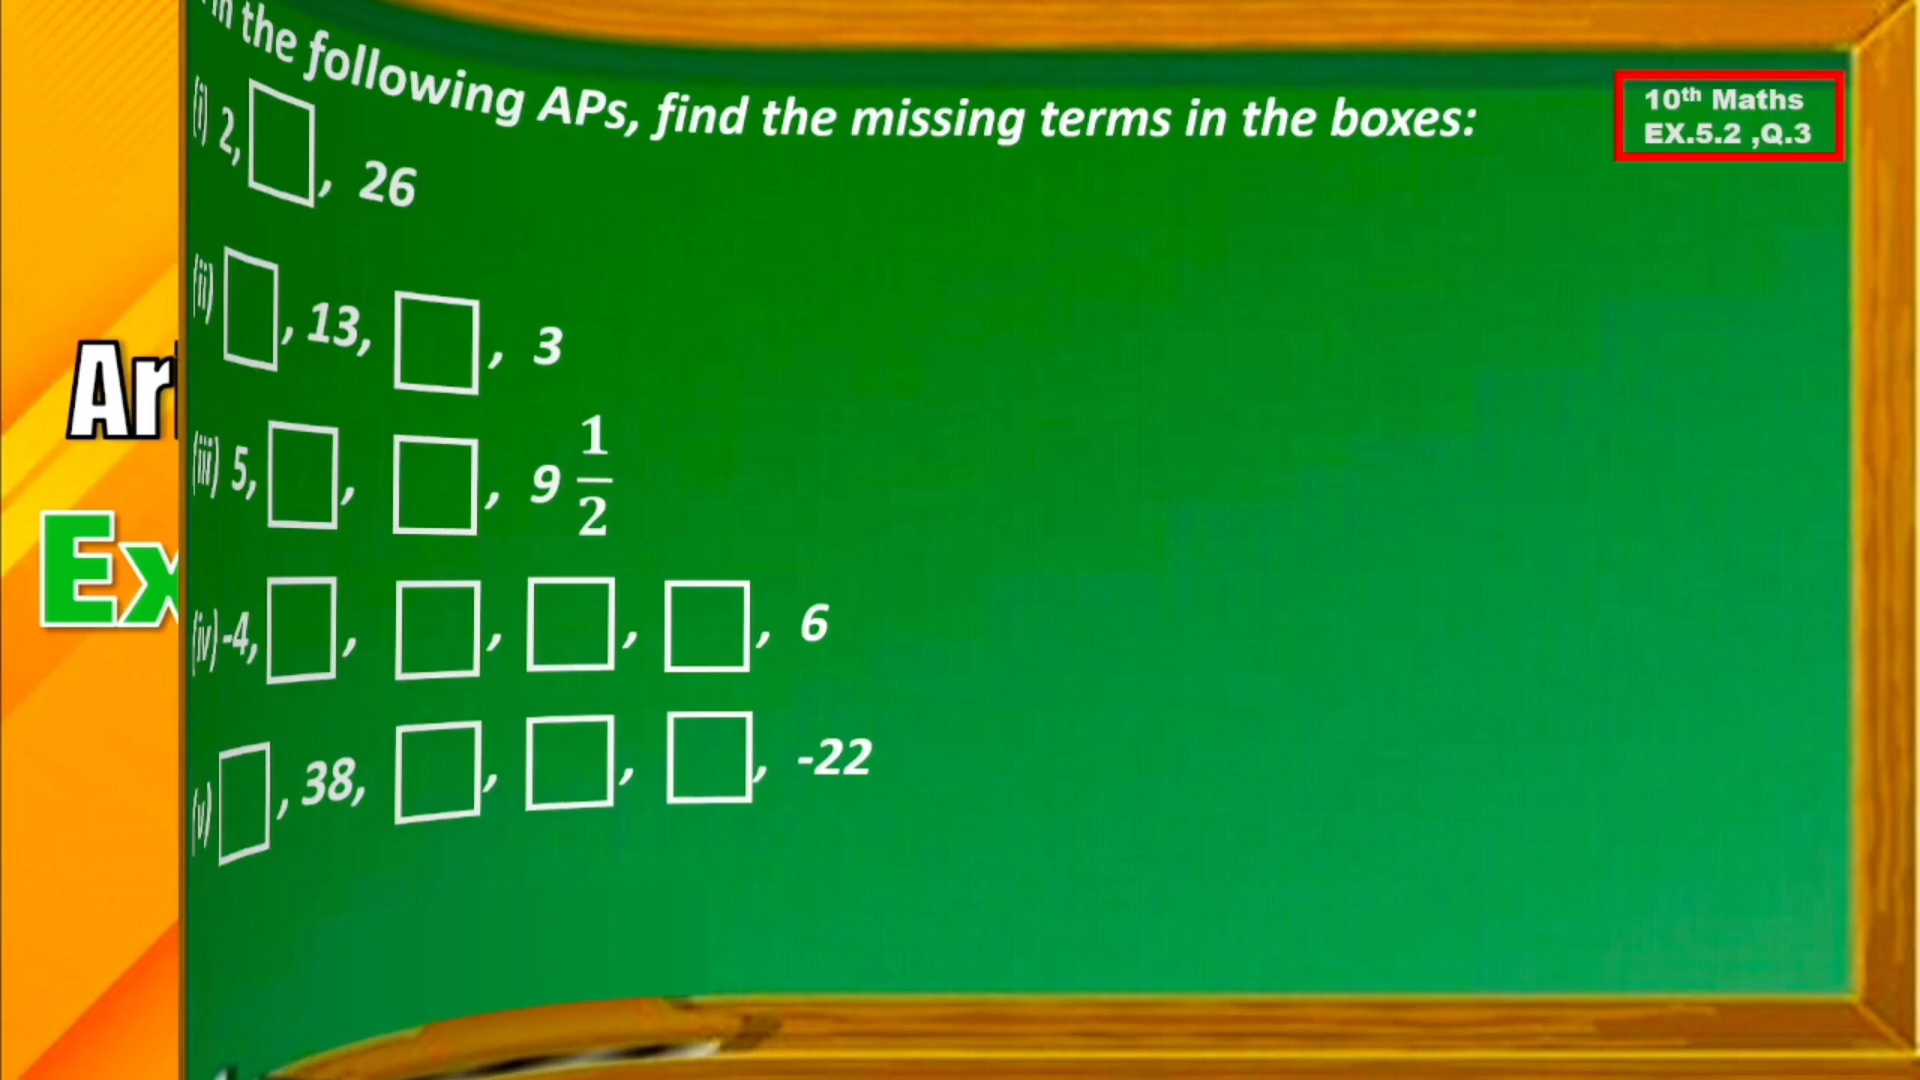 in the following APs, find the missing terms in the boxes:
10th Maths
EX.5.2 ,Q.3
(i) 2, , 26
(ii) , 13, , 3
(iii) 5, , , 9 1/2
(iv) -4, , , , , 6
(v) , 38, , , , -22
Ar
Ex